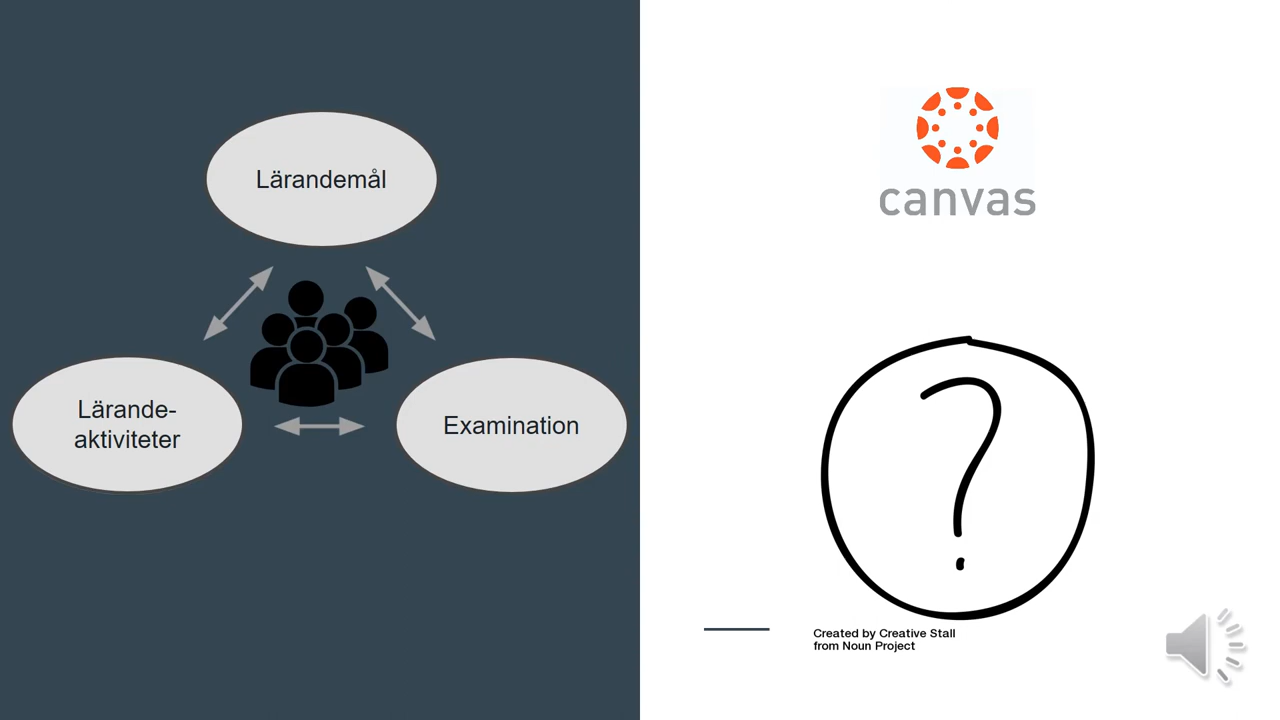 Lärandemål
Lärande-
aktiviteter
Examination
canvas
?
Created by Creative Stall
from Noun Project